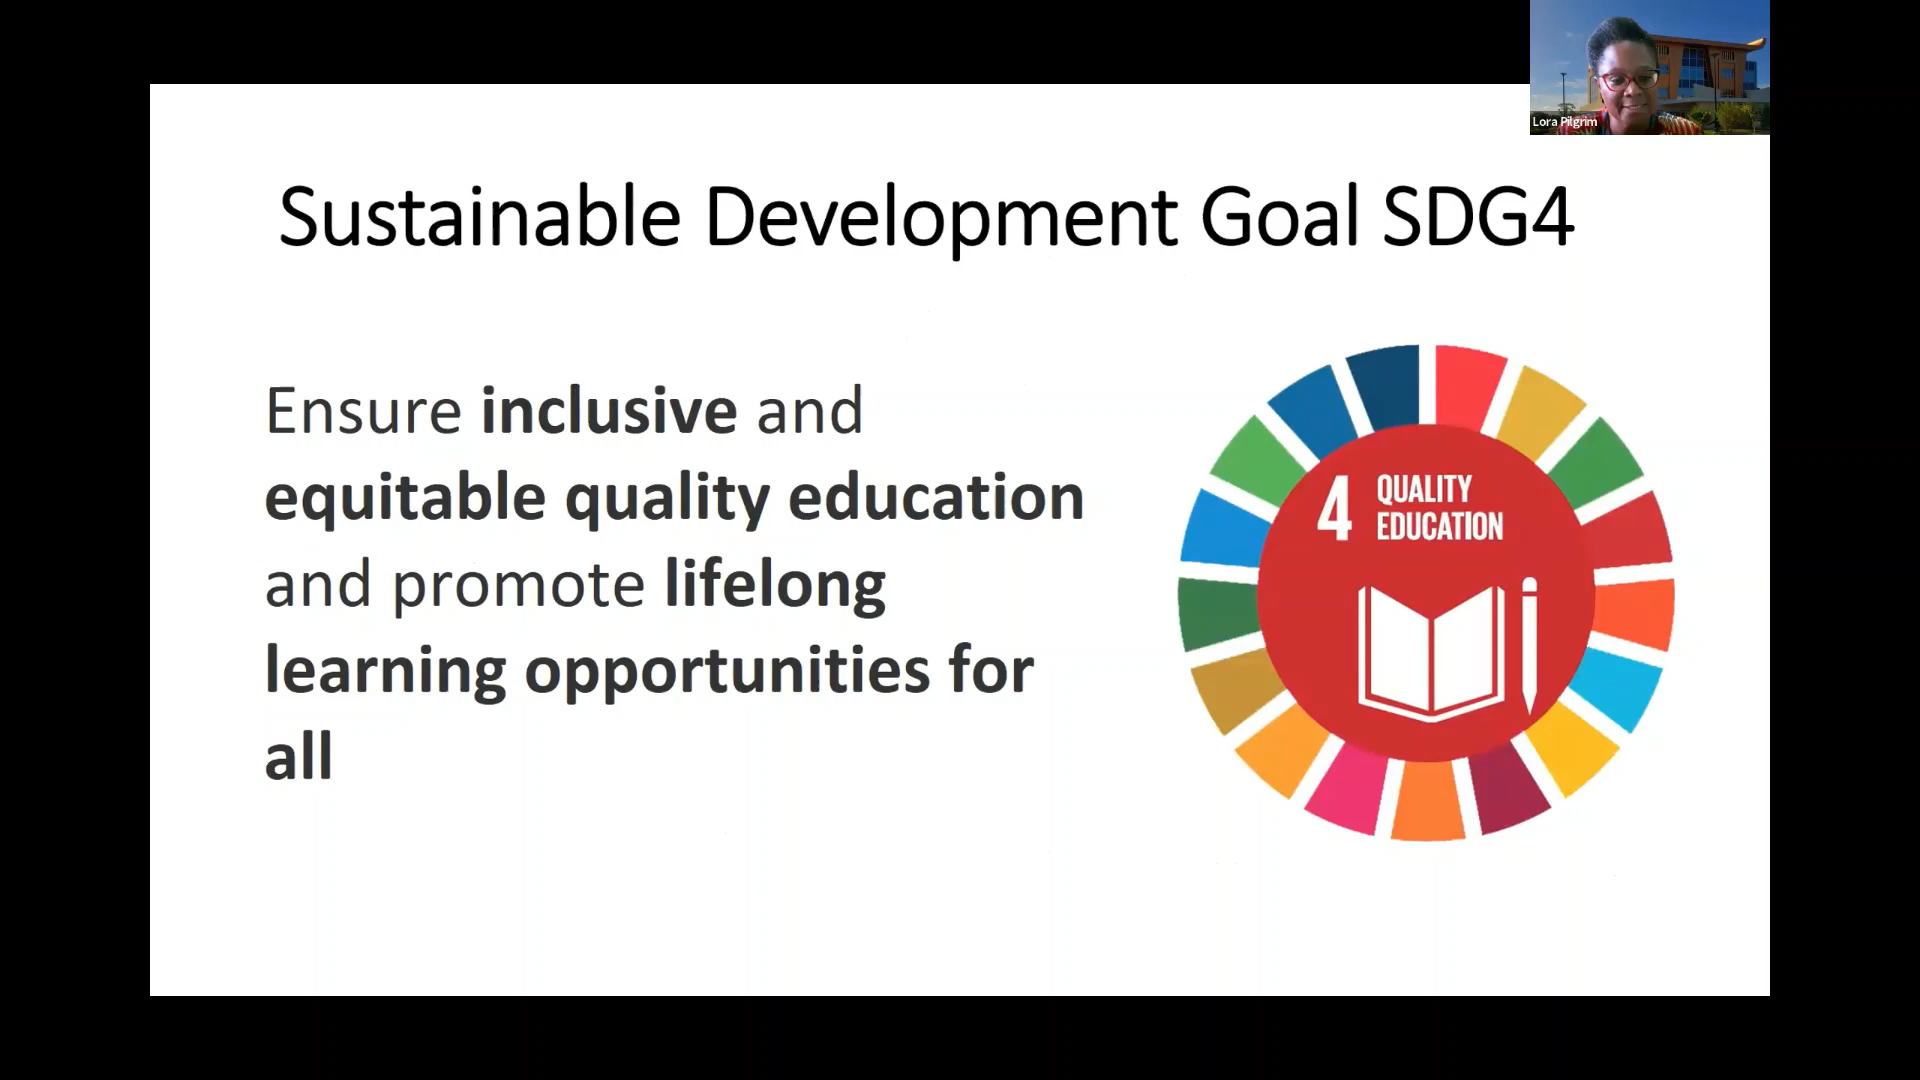 Lora Pilgrim
Sustainable Development Goal SDG4
Ensure inclusive and
equitable quality education
and promote lifelong
learning opportunities for
all
4 QUALITY
EDUCATION